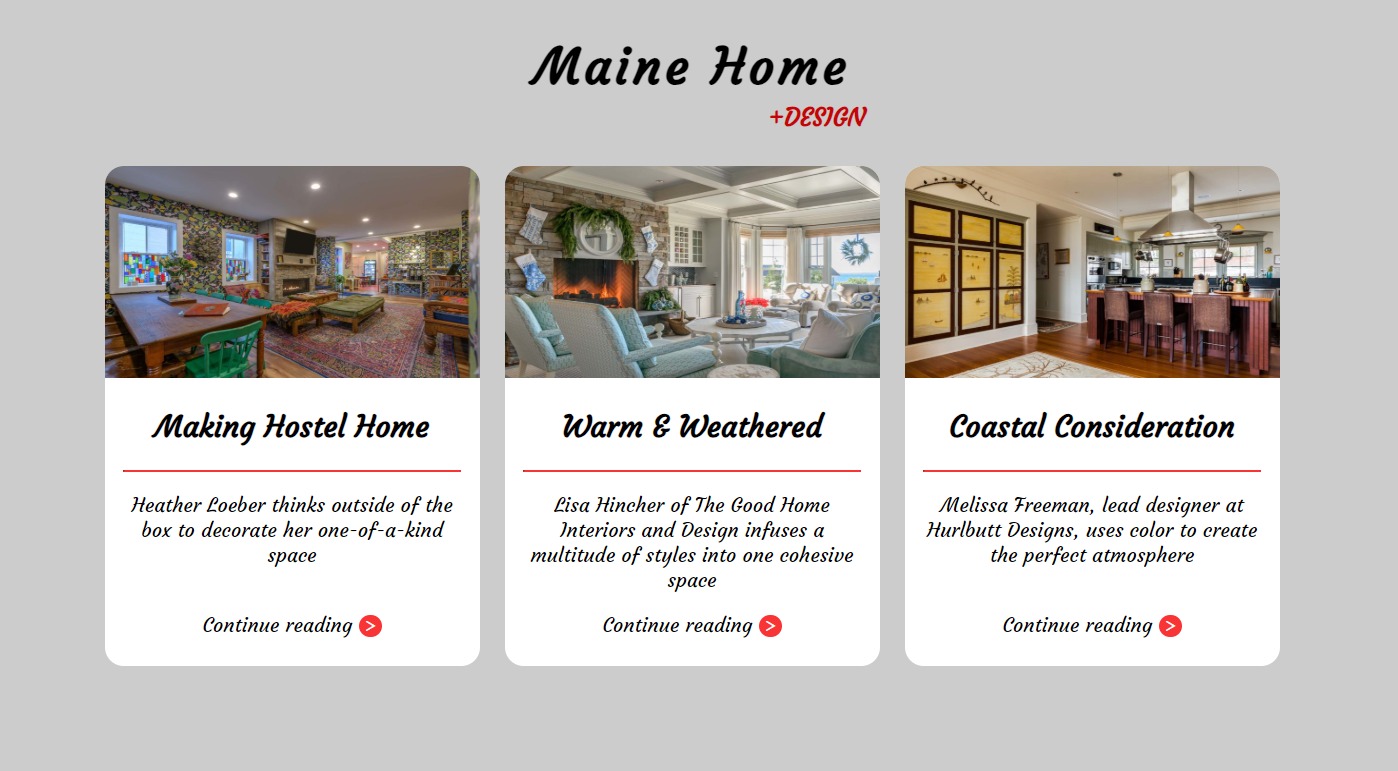 Maine Home
+DESIGN
Making Hostel Home
Heather Loeber thinks outside of the
box to decorate her one-of-a-kind
space
Continue reading >
Warm & Weathered
Lisa Hincher of The Good Home
Interiors and Design infuses a
multitude of styles into one cohesive
space
Continue reading >
Coastal Consideration
Melissa Freeman, lead designer at
Hurlbutt Designs, uses color to create
the perfect atmosphere
Continue reading >